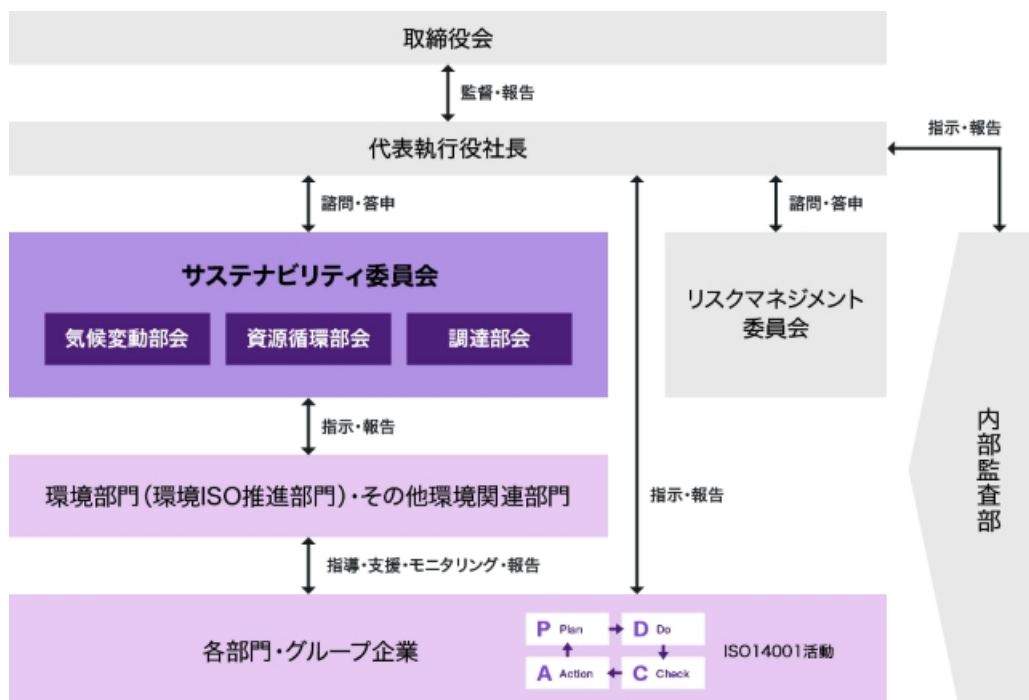 取締役会
監督・報告
代表執行役社長
指示・報告
諮問・答申
諮問・答申
サステナビリティ委員会
気候変動部会
資源循環部会
調達部会
リスクマネジメント
委員会
指示・報告
環境部門（環境ISO推進部門）・その他環境関連部門
指示・報告
内部監査部
指導・支援・モニタリング・報告
各部門・グループ企業
P Plan
D Do
A Action
C Check
ISO14001活動